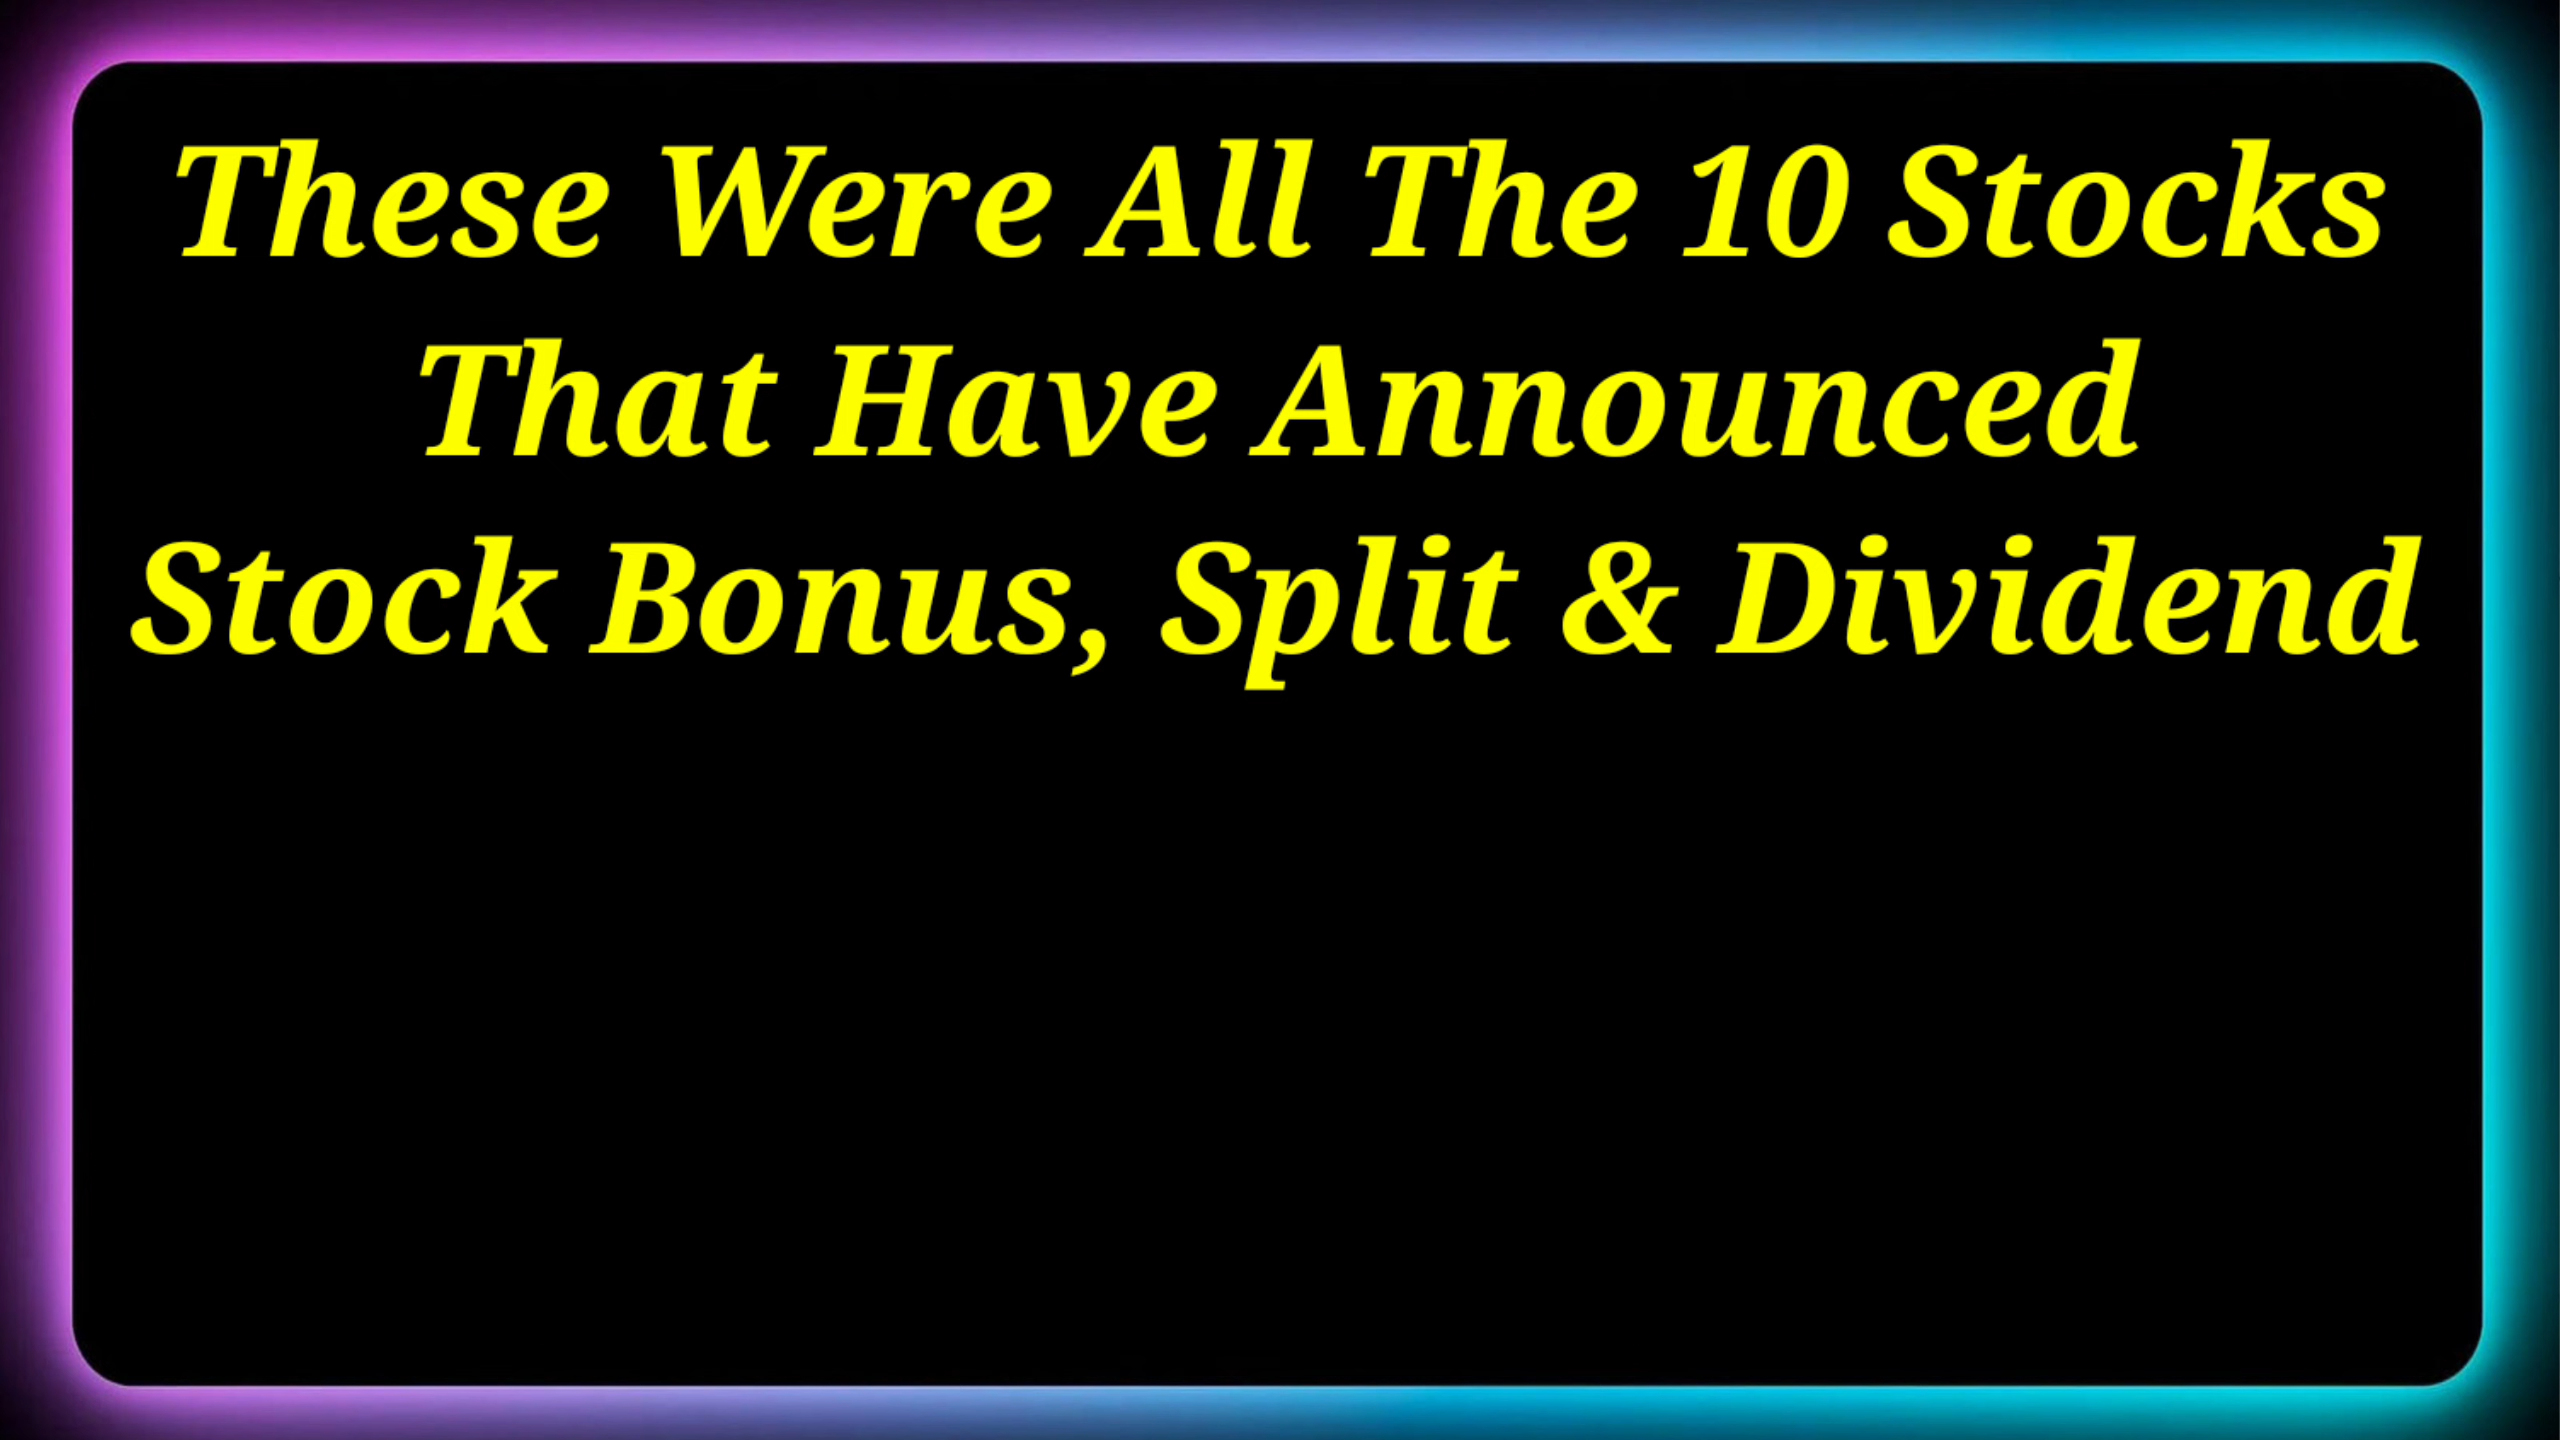 These Were All The 10 Stocks
That Have Announced
Stock Bonus, Split & Dividend